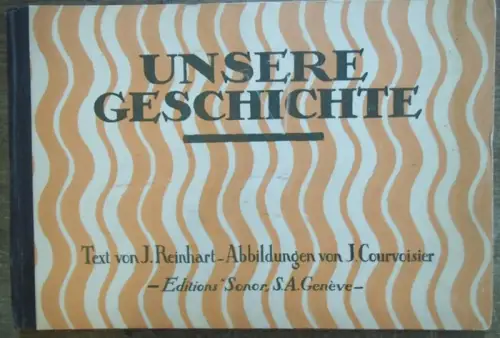 UNSERE
GESCHICHTE
Text von J. Reinhart - Abbildungen von J. Courvoisier
- Editions "Sonor, S.A. Genève -